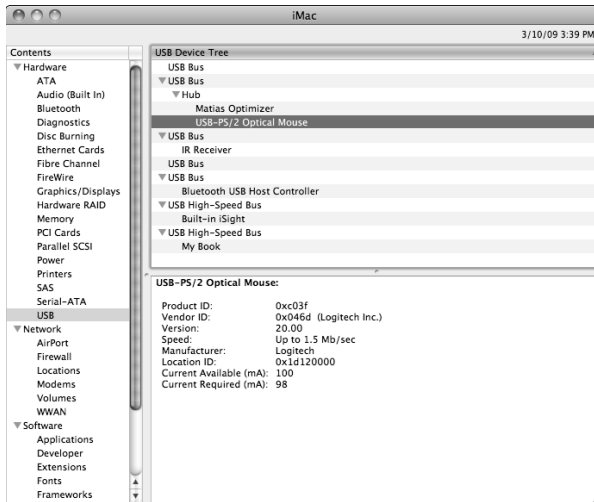 iMac
3/10/09 3:39 PM
Contents
Hardware
ATA
Audio (Built In)
Bluetooth
Diagnostics
Disc Burning
Ethernet Cards
Fibre Channel
FireWire
Graphics/Displays
Hardware RAID
Memory
PCI Cards
Parallel SCSI
Power
Printers
SAS
Serial-ATA
USB
Network
AirPort
Firewall
Locations
Modems
Volumes
WWAN
Software
Applications
Developer
Extensions
Fonts
Frameworks
USB Device Tree
USB Bus
USB Bus
Hub
Matias Optimizer
USB-PS/2 Optical Mouse
USB Bus
IR Receiver
USB Bus
USB Bus
Bluetooth USB Host Controller
USB High-Speed Bus
Built-in iSight
USB High-Speed Bus
My Book
USB-PS/2 Optical Mouse:
Product ID: 0xc03f
Vendor ID: 0x046d (Logitech Inc.)
Version: 20.00
Speed: Up to 1.5 Mb/sec
Manufacturer: Logitech
Location ID: 0x1d120000
Current Available (mA): 100
Current Required (mA): 98